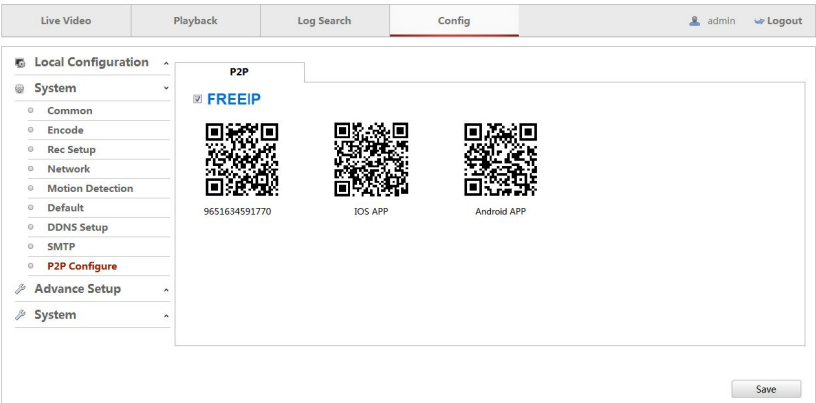 Live Video
Playback
Log Search
Config
admin
Logout
Local Configuration
System
Common
Encode
Rec Setup
Network
Motion Detection
Default
DDNS Setup
SMTP
P2P Configure
Advance Setup
System
P2P
FREEIP
9651634591770
IOS APP
Android APP
Save